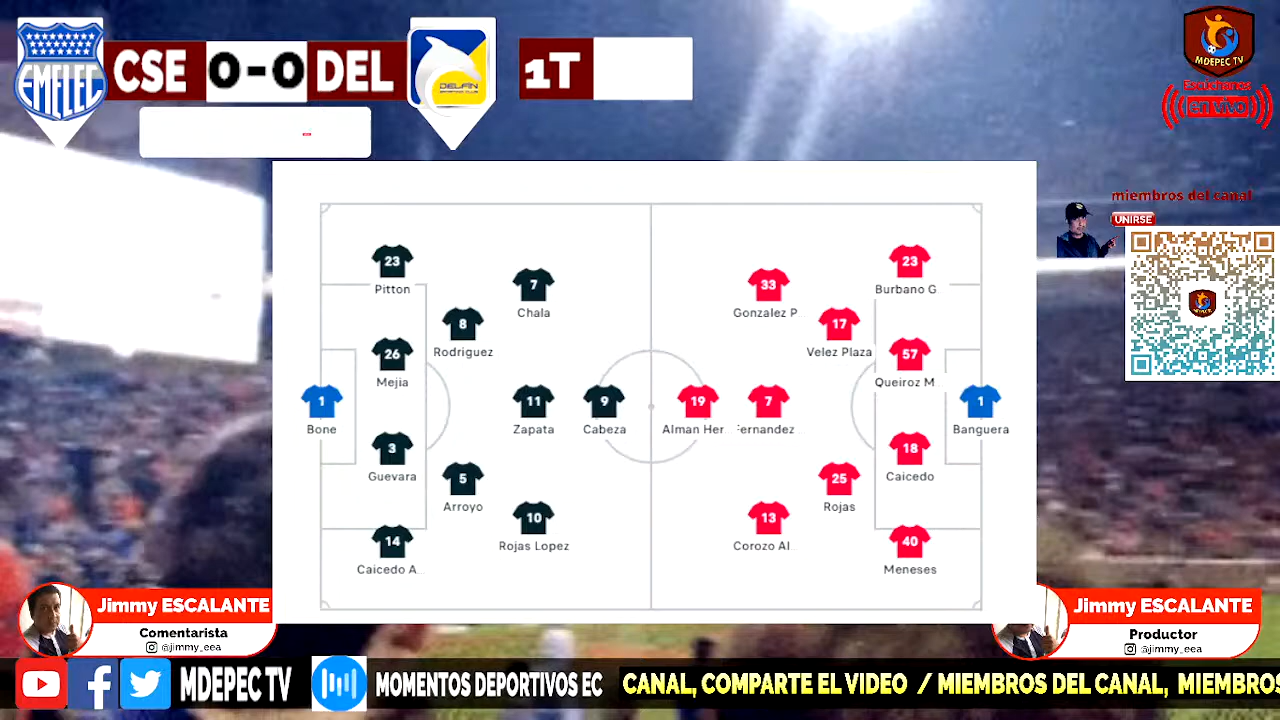 EMELEC
CSE 0-0 DEL
DELFIN
1T
MDEPEC TV
Escúchanos
en vivo
miembros del canal
UNIRSE
23
Pitton
26
Mejia
1
Bone
3
Guevara
14
Caicedo A...
8
Rodriguez
5
Arroyo
7
Chala
11
Zapata
10
Rojas Lopez
9
Cabeza
19
Alman Her...
33
Gonzalez P...
7
Fernandez ...
13
Corozo Al...
17
Velez Plaza
25
Rojas
23
Burbano G.
57
Queiroz M...
18
Caicedo
40
Meneses
1
Banguera
Jimmy ESCALANTE
Comentarista
@jimmy_eea
Jimmy ESCALANTE
Productor
@jimmy_eea
MDEPEC TV
MOMENTOS DEPORTIVOS EC
CANAL, COMPARTE EL VIDEO / MIEMBROS DEL CANAL, MIEMBROS